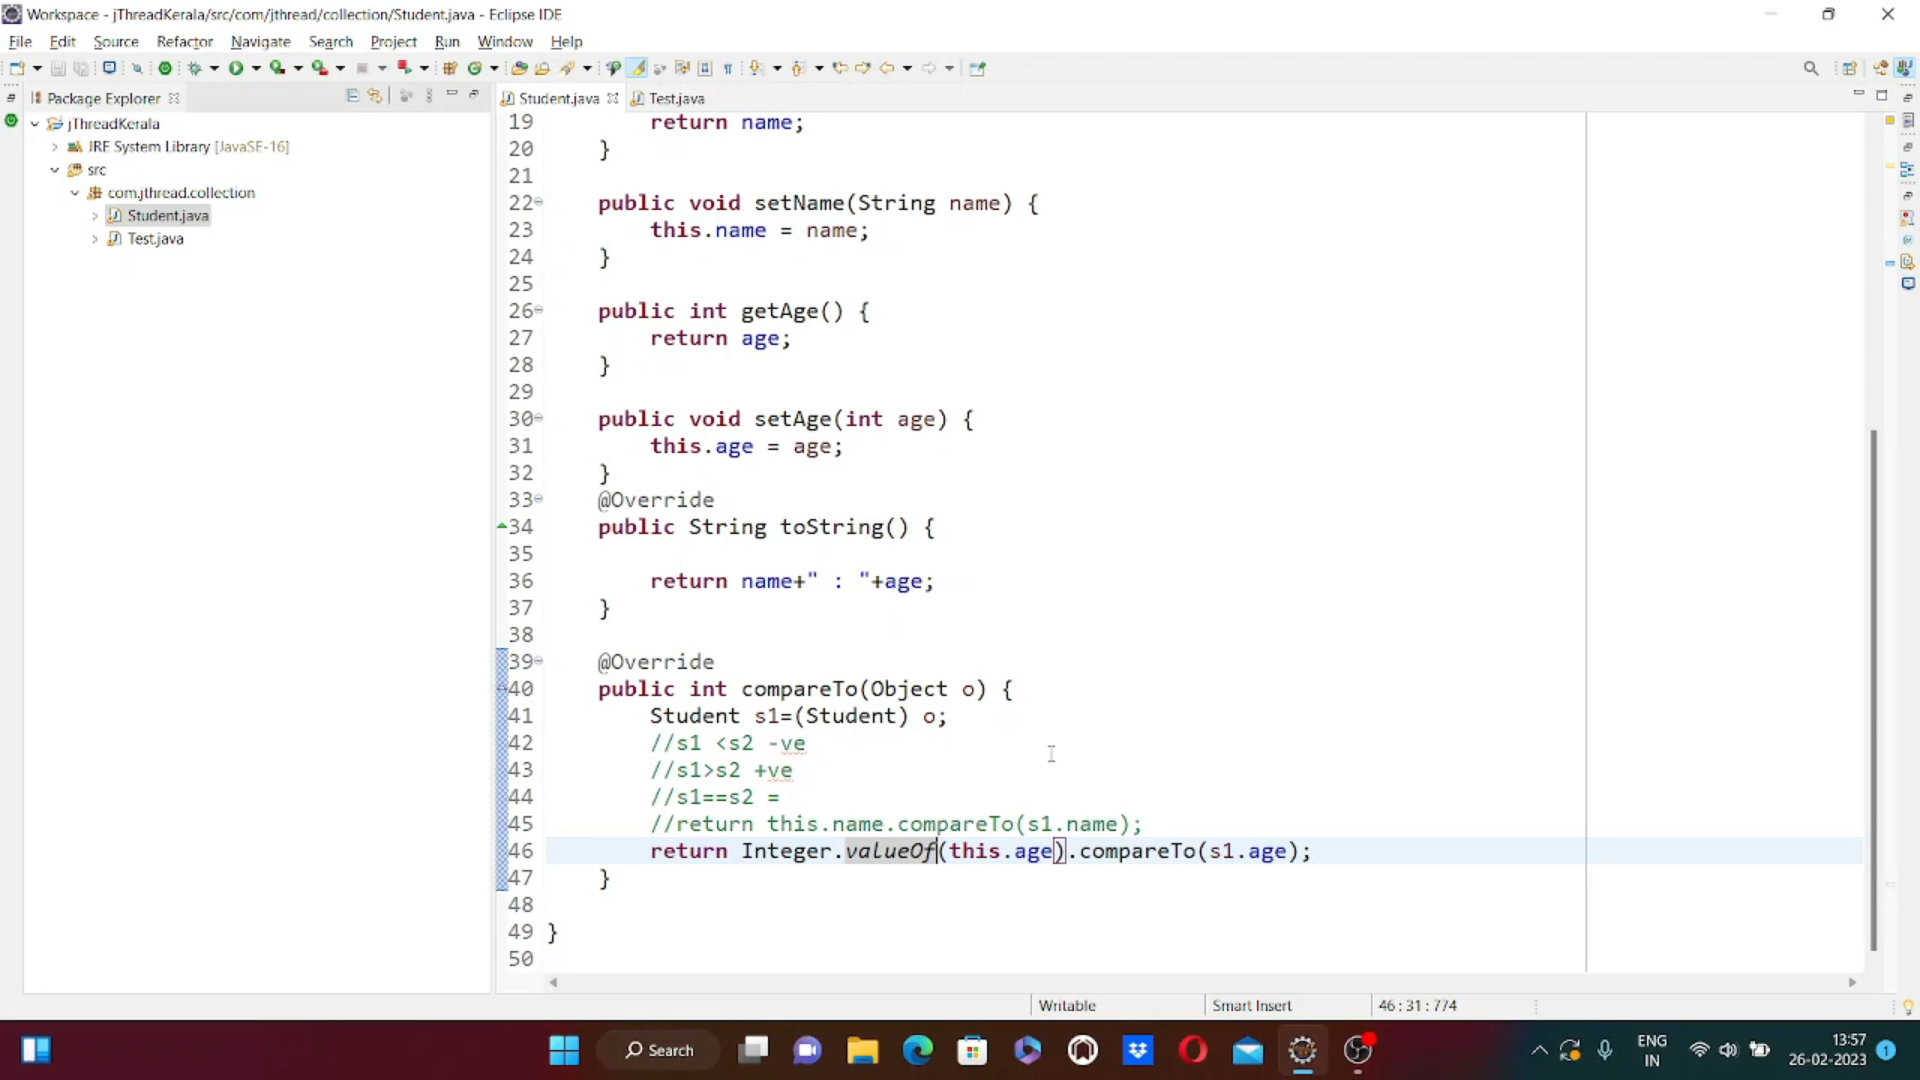 Workspace - jThreadKerala/src/com/jthread/collection/Student.java - Eclipse IDE
File Edit Source Refactor Navigate Search Project Run Window Help
Package Explorer
Student.java
Test.java
jThreadKerala
JRE System Library [JavaSE-16]
src
com.jthread.collection
Student.java
Test.java
19 return name;
20 }
21
22 public void setName(String name) {
23 this.name = name;
24 }
25
26 public int getAge() {
27 return age;
28 }
29
30 public void setAge(int age) {
31 this.age = age;
32 }
33 @Override
34 public String toString() {
35
36 return name+" : "+age;
37 }
38
39 @Override
40 public int compareTo(Object o) {
41 Student s1=(Student) o;
42 //s1 <s2 -ve
43 //s1>s2 +ve
44 //s1==s2 =
45 //return this.name.compareTo(s1.name);
46 return Integer.valueOf(this.age).compareTo(s1.age);
47 }
48
49 }
50
Writable Smart Insert 46 : 31 : 774
Search
ENG
IN
13:57
26-02-2023
1